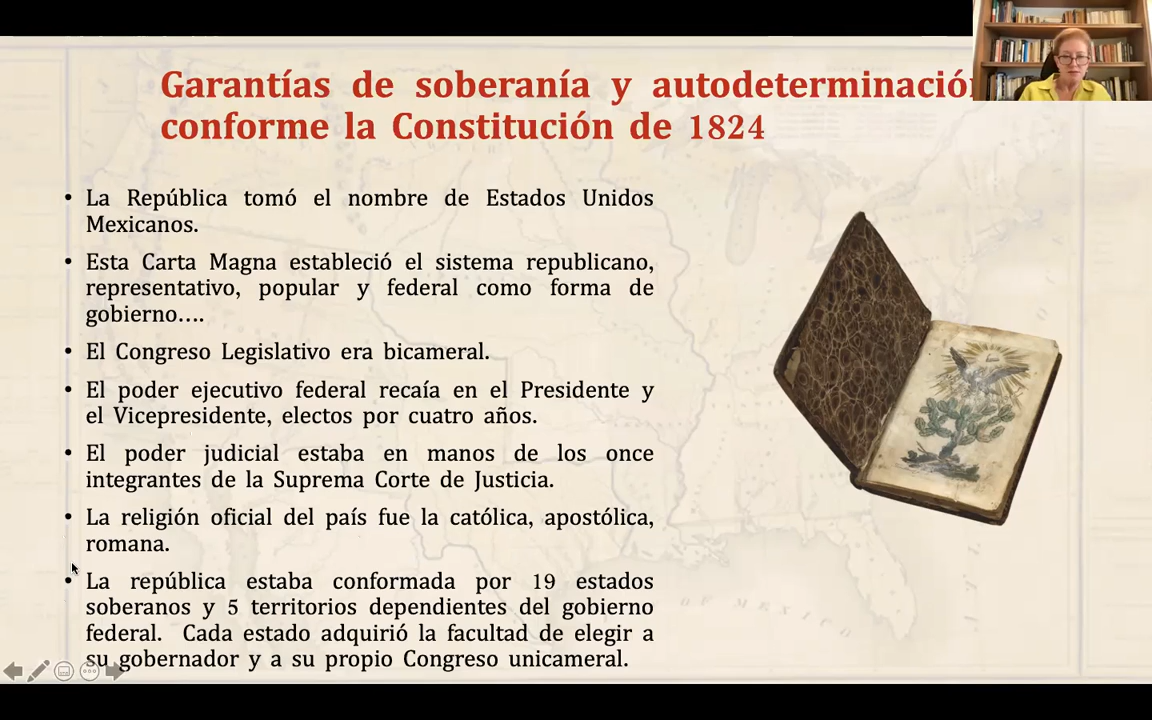 Garantías de soberanía y autodeterminación
conforme la Constitución de 1824
• La República tomó el nombre de Estados Unidos
Mexicanos.
• Esta Carta Magna estableció el sistema republicano,
representativo, popular y federal como forma de
gobierno….
• El Congreso Legislativo era bicameral.
• El poder ejecutivo federal recaía en el Presidente y
el Vicepresidente, electos por cuatro años.
• El poder judicial estaba en manos de los once
integrantes de la Suprema Corte de Justicia.
• La religión oficial del país fue la católica, apostólica,
romana.
• La república estaba conformada por 19 estados
soberanos y 5 territorios dependientes del gobierno
federal. Cada estado adquirió la facultad de elegir a
su gobernador y a su propio Congreso unicameral.
DE MEXICO